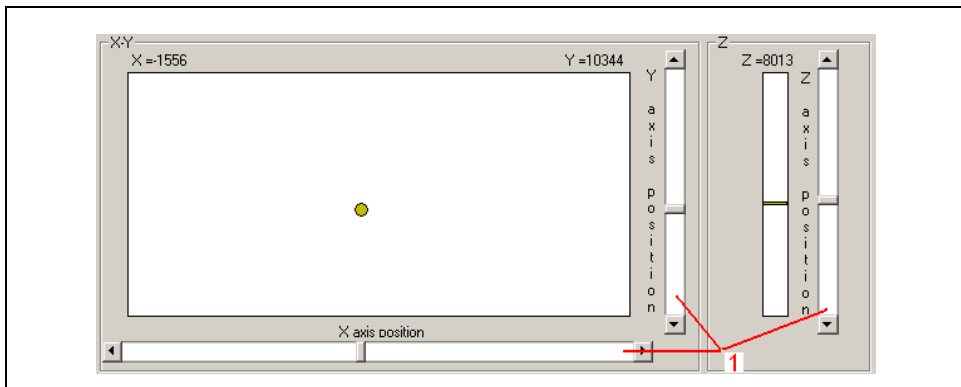 X-Y
X =-1556
Y =10344
Y axis position
X axis position
Z
Z =8013
Z axis position
1